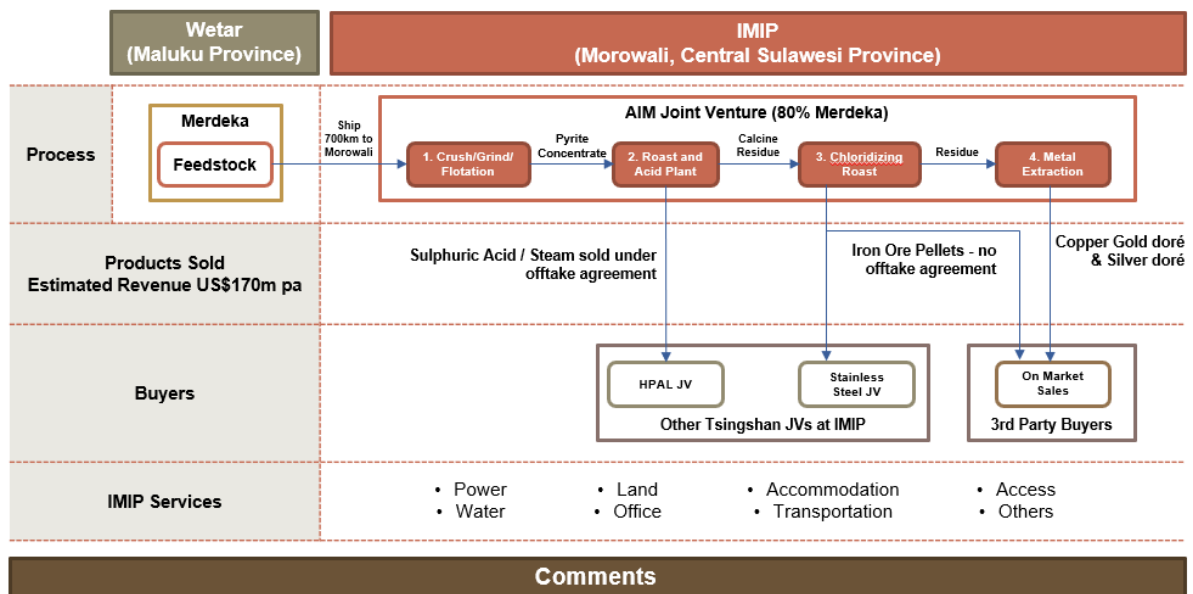 Wetar
(Maluku Province)
IMIP
(Morowali, Central Sulawesi Province)
Process
Merdeka
Feedstock
Ship
700km to
Morowali
AIM Joint Venture (80% Merdeka)
1. Crush/Grind/
Flotation
Pyrite
Concentrate
2. Roast and
Acid Plant
Calcine
Residue
3. Chloridizing
Roast
Residue
4. Metal
Extraction
Products Sold
Estimated Revenue US$170m pa
Sulphuric Acid / Steam sold under
offtake agreement
Iron Ore Pellets - no
offtake agreement
Copper Gold doré
& Silver doré
Buyers
HPAL JV
Stainless
Steel JV
Other Tsingshan JVs at IMIP
On Market
Sales
3rd Party Buyers
IMIP Services
• Power
• Water
• Land
• Office
• Accommodation
• Transportation
• Access
• Others
Comments